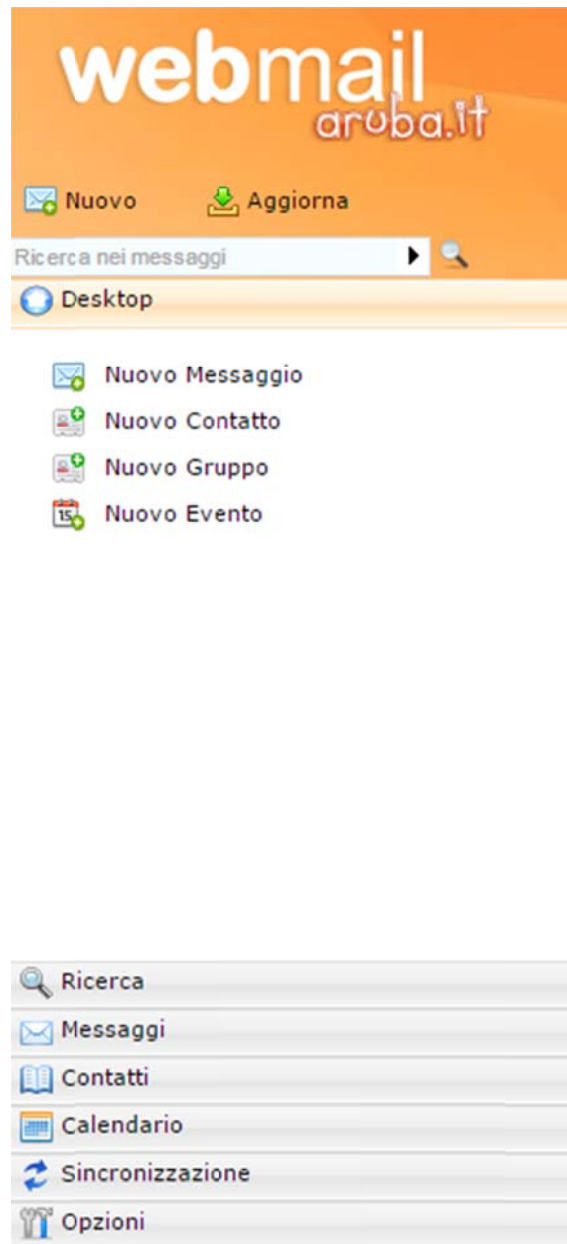 webmail
aruba.it
Nuovo Aggiorna
Ricerca nei messaggi
Desktop
Nuovo Messaggio
Nuovo Contatto
Nuovo Gruppo
15 Nuovo Evento
Ricerca
Messaggi
Contatti
Calendario
Sincronizzazione
Opzioni